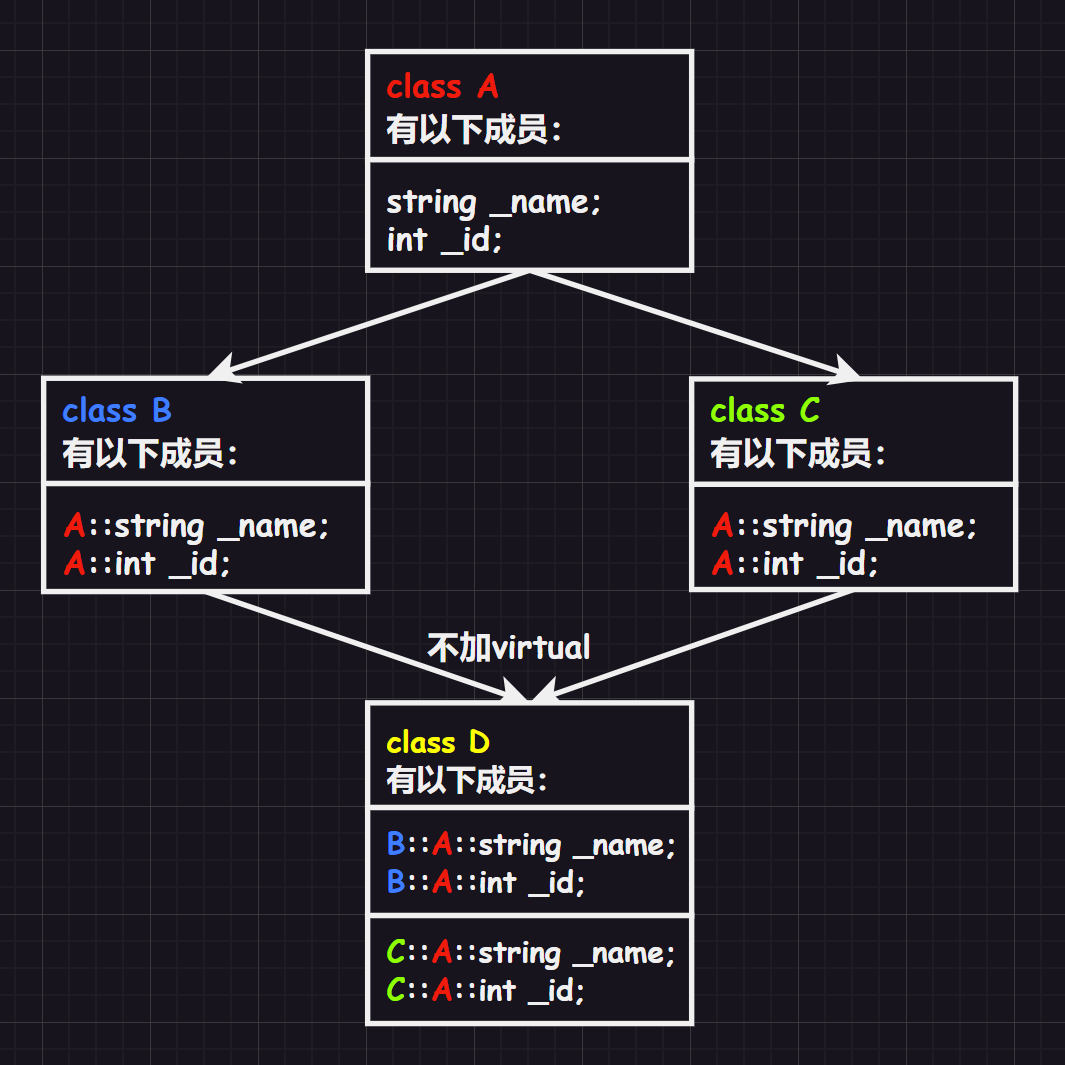 class A
有以下成员：
string _name;
int _id;
class B
有以下成员：
A::string _name;
A::int _id;
class C
有以下成员：
A::string _name;
A::int _id;
不加virtual
class D
有以下成员：
B::A::string _name;
B::A::int _id;
C::A::string _name;
C::A::int _id;